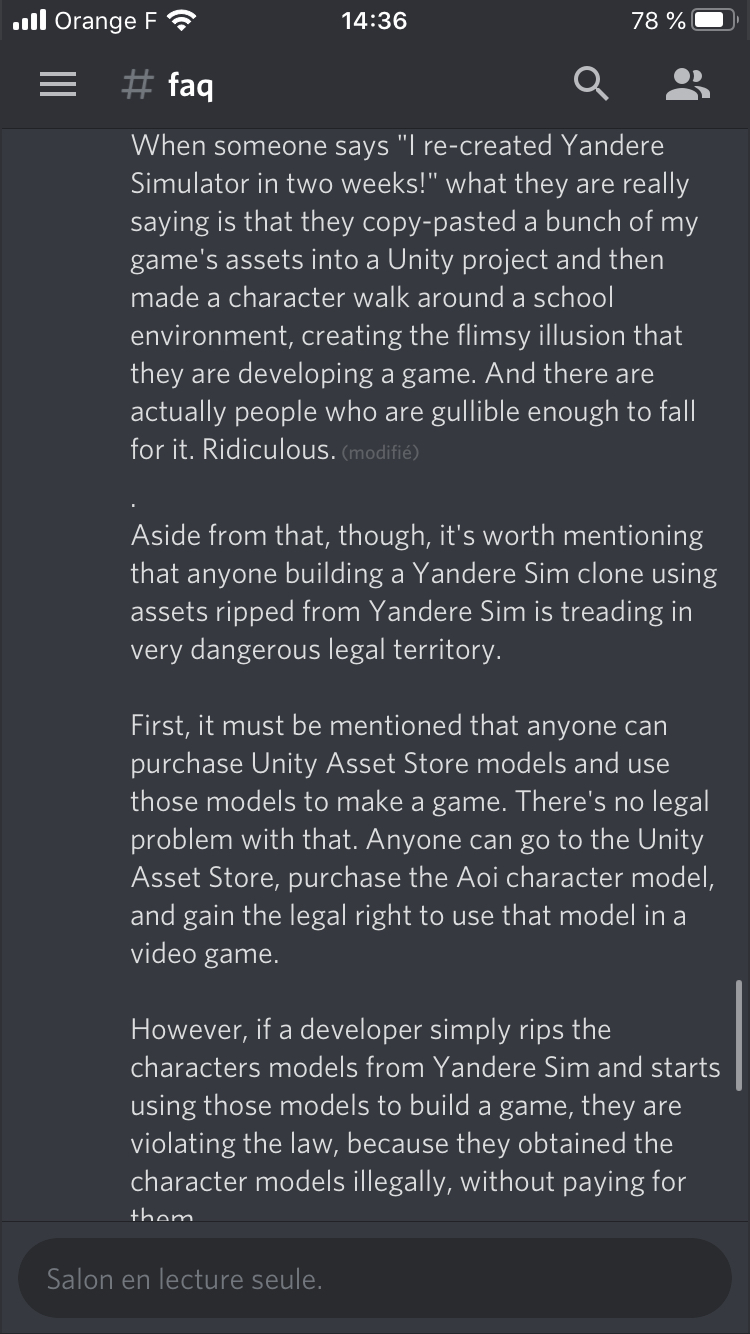 Orange F 14:36 78 %
# faq
When someone says "I re-created Yandere
Simulator in two weeks!" what they are really
saying is that they copy-pasted a bunch of my
game's assets into a Unity project and then
made a character walk around a school
environment, creating the flimsy illusion that
they are developing a game. And there are
actually people who are gullible enough to fall
for it. Ridiculous. (modifié)
.
Aside from that, though, it's worth mentioning
that anyone building a Yandere Sim clone using
assets ripped from Yandere Sim is treading in
very dangerous legal territory.
First, it must be mentioned that anyone can
purchase Unity Asset Store models and use
those models to make a game. There's no legal
problem with that. Anyone can go to the Unity
Asset Store, purchase the Aoi character model,
and gain the legal right to use that model in a
video game.
However, if a developer simply rips the
characters models from Yandere Sim and starts
using those models to build a game, they are
violating the law, because they obtained the
character models illegally, without paying for
them
Salon en lecture seule.